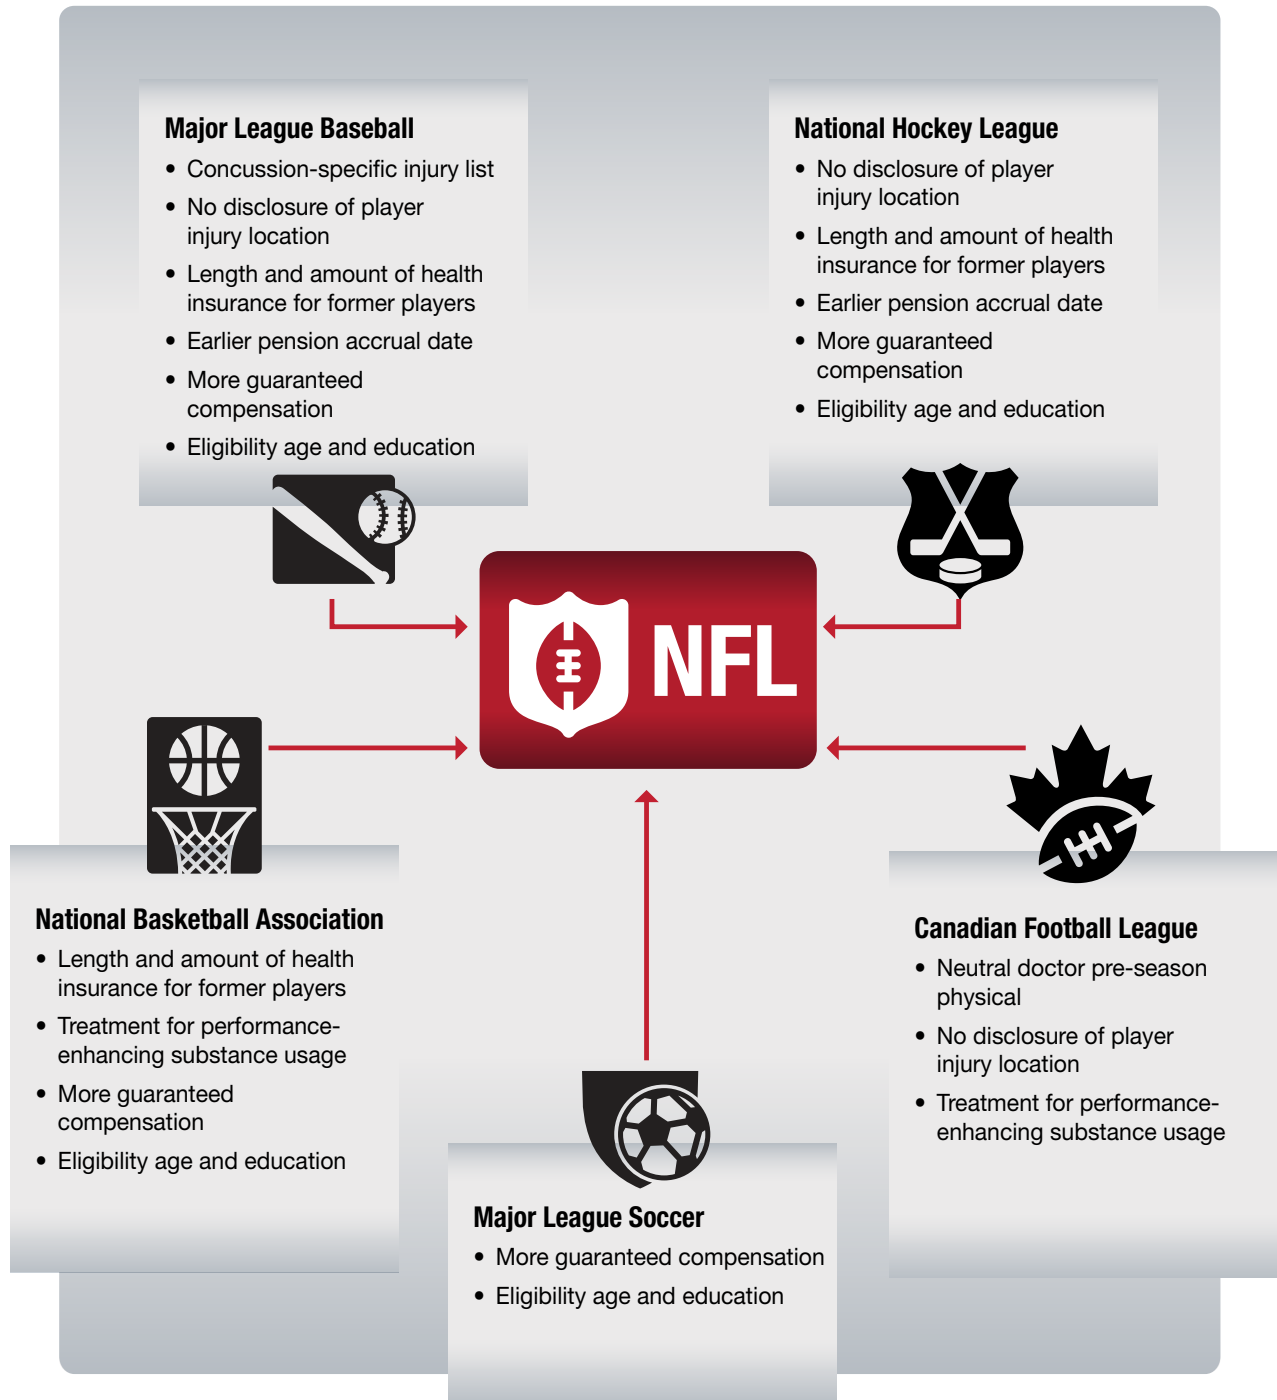 Major League Baseball
• Concussion-specific injury list
• No disclosure of player
injury location
• Length and amount of health
insurance for former players
• Earlier pension accrual date
• More guaranteed
compensation
• Eligibility age and education
National Hockey League
• No disclosure of player
injury location
• Length and amount of health
insurance for former players
• Earlier pension accrual date
• More guaranteed
compensation
• Eligibility age and education
NFL
National Basketball Association
• Length and amount of health
insurance for former players
• Treatment for performance-
enhancing substance usage
• More guaranteed
compensation
• Eligibility age and education
Canadian Football League
• Neutral doctor pre-season
physical
• No disclosure of player
injury location
• Treatment for performance-
enhancing substance usage
Major League Soccer
• More guaranteed compensation
• Eligibility age and education